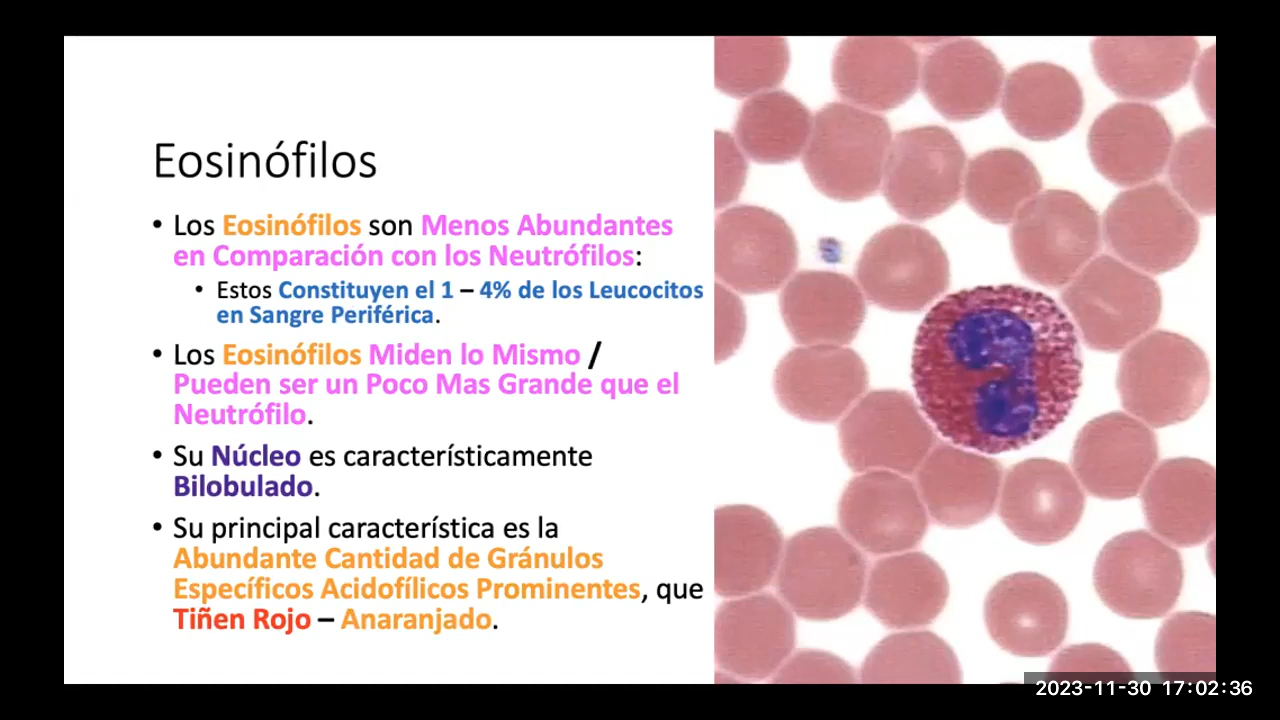 Eosinófilos
• Los Eosinófilos son Menos Abundantes
en Comparación con los Neutrófilos:
• Estos Constituyen el 1 – 4% de los Leucocitos
en Sangre Periférica.
• Los Eosinófilos Miden lo Mismo /
Pueden ser un Poco Mas Grande que el
Neutrófilo.
• Su Núcleo es característicamente
Bilobulado.
• Su principal característica es la
Abundante Cantidad de Gránulos
Específicos Acidofílicos Prominentes, que
Tiñen Rojo – Anaranjado.
2023-11-30 17:02:36